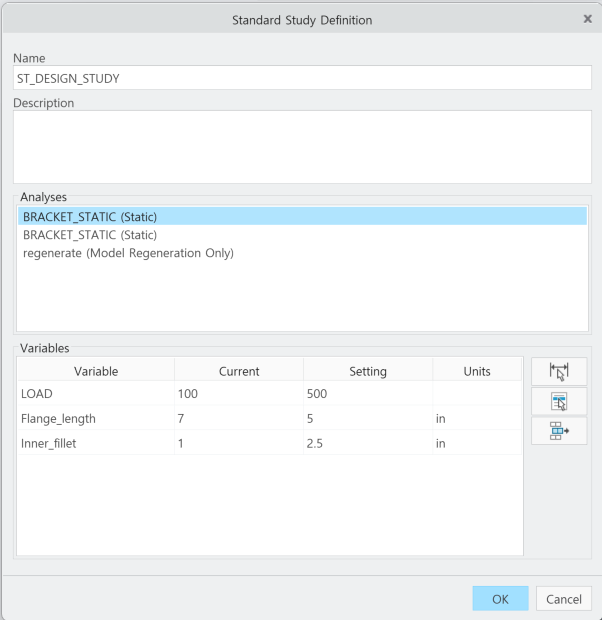 Standard Study Definition
x
Name
ST_DESIGN_STUDY
Description
Analyses
BRACKET_STATIC (Static)
BRACKET_STATIC (Static)
regenerate (Model Regeneration Only)
Variables
Variable Current Setting Units
LOAD 100 500
Flange_length 7 5 in
Inner_fillet 1 2.5 in
OK Cancel